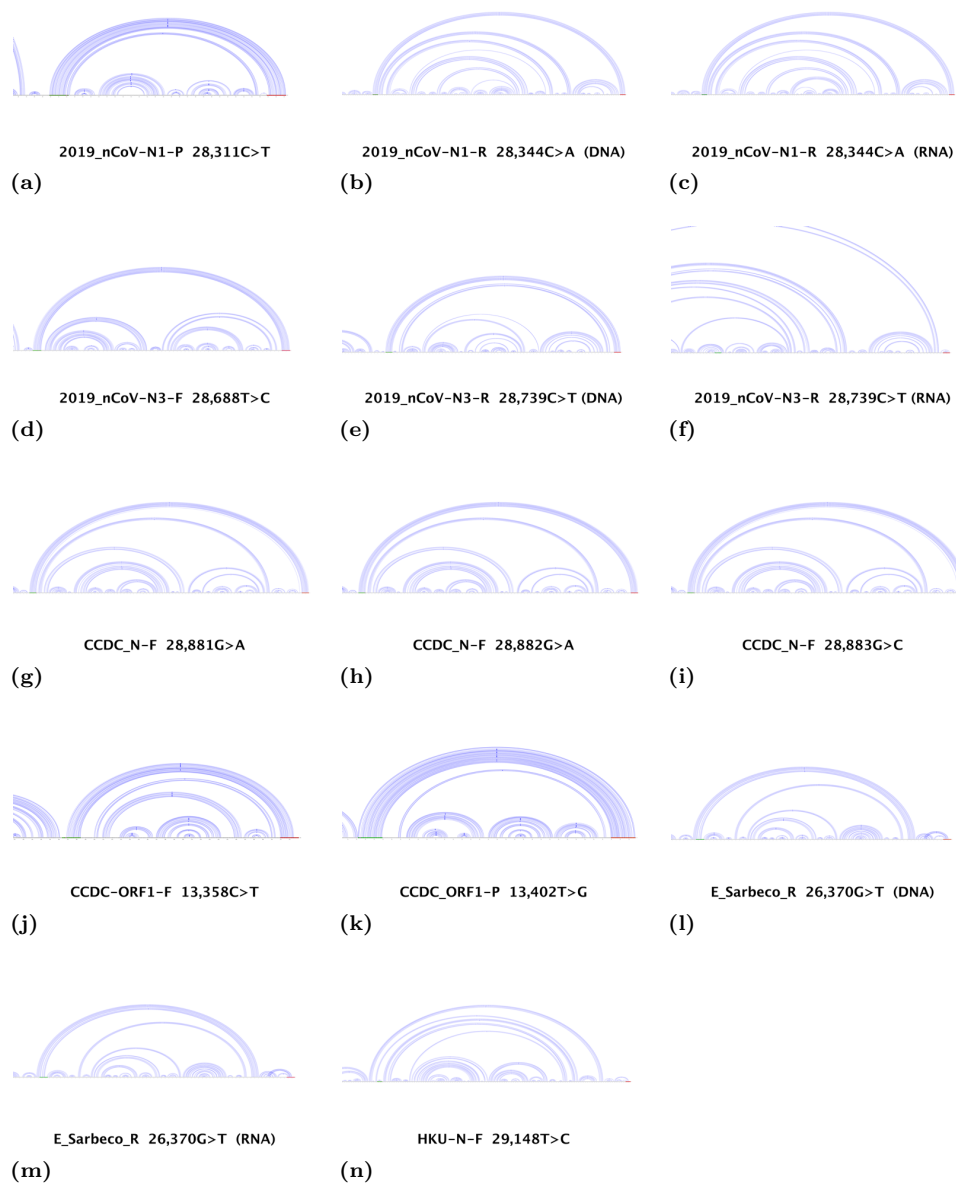 2019_nCoV-N1-P 28,311C>T
2019_nCoV-N1-R 28,344C>A (DNA)
2019_nCoV-N1-R 28,344C>A (RNA)
(a)
(b)
(c)
2019_nCoV-N3-F 28,688T>C
2019_nCoV-N3-R 28,739C>T (DNA)
2019_nCoV-N3-R 28,739C>T (RNA)
(d)
(e)
(f)
CCDC_N-F 28,881G>A
CCDC_N-F 28,882G>A
CCDC_N-F 28,883G>C
(g)
(h)
(i)
CCDC-ORF1-F 13,358C>T
CCDC_ORF1-P 13,402T>G
E_Sarbeco_R 26,370G>T (DNA)
(j)
(k)
(l)
E_Sarbeco_R 26,370G>T (RNA)
HKU-N-F 29,148T>C
(m)
(n)